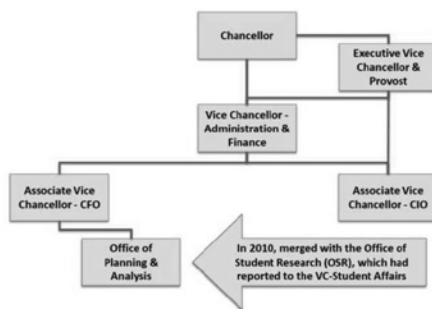 Chancellor
Executive Vice
Chancellor &
Provost
Vice Chancellor -
Administration &
Finance
Associate Vice
Chancellor - CFO
Associate Vice
Chancellor - CIO
Office of
Planning &
Analysis
In 2010, merged with the Office of
Student Research (OSR), which had
reported to the VC-Student Affairs